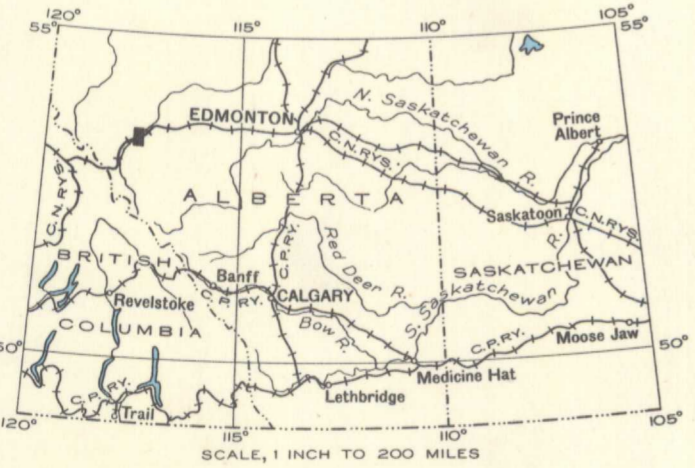 120°
115°
110°
105°
55°
55°
EDMONTON
N. Saskatchewan R.
Prince
Albert
C.N.RYS.
C.N.RYS.
ALBERTA
Saskatoon
C.N.RYS.
C.P.RY.
Red Deer R.
S. Saskatchewan R.
SASKATCHEWAN
BRITISH
COLUMBIA
Banff
C.P.RY.
CALGARY
Revelstoke
Bow R.
C.P.RY.
Moose Jaw
50°
50°
Medicine Hat
Lethbridge
C.P.RY.
Trail
120°
115°
110°
105°
SCALE, 1 INCH TO 200 MILES